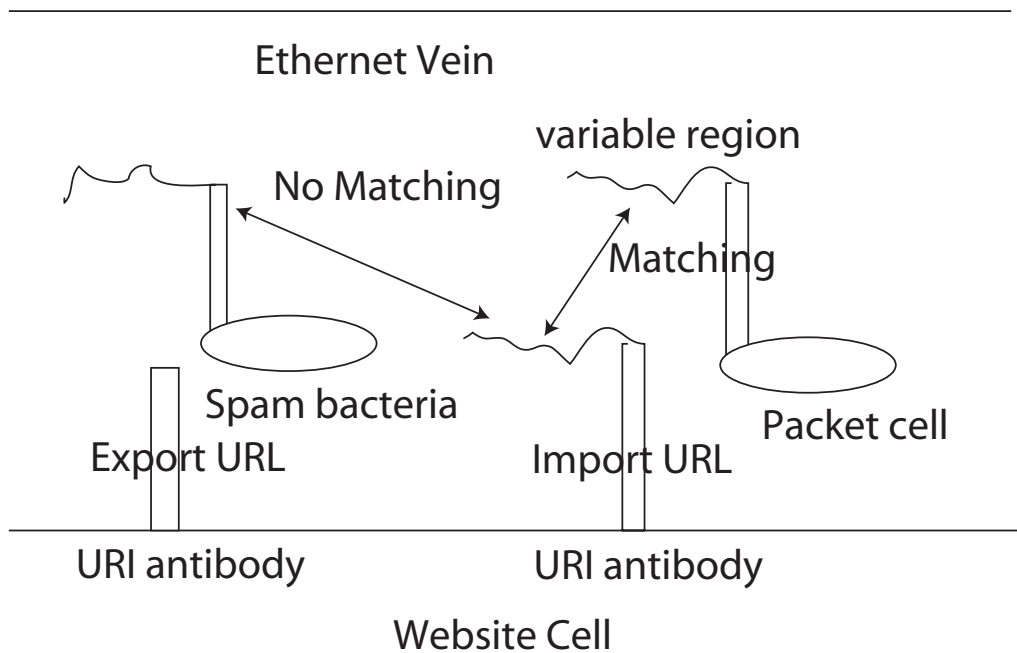 Ethernet Vein
variable region
No Matching
Matching
Spam bacteria
Packet cell
Export URL
Import URL
URI antibody
URI antibody
Website Cell